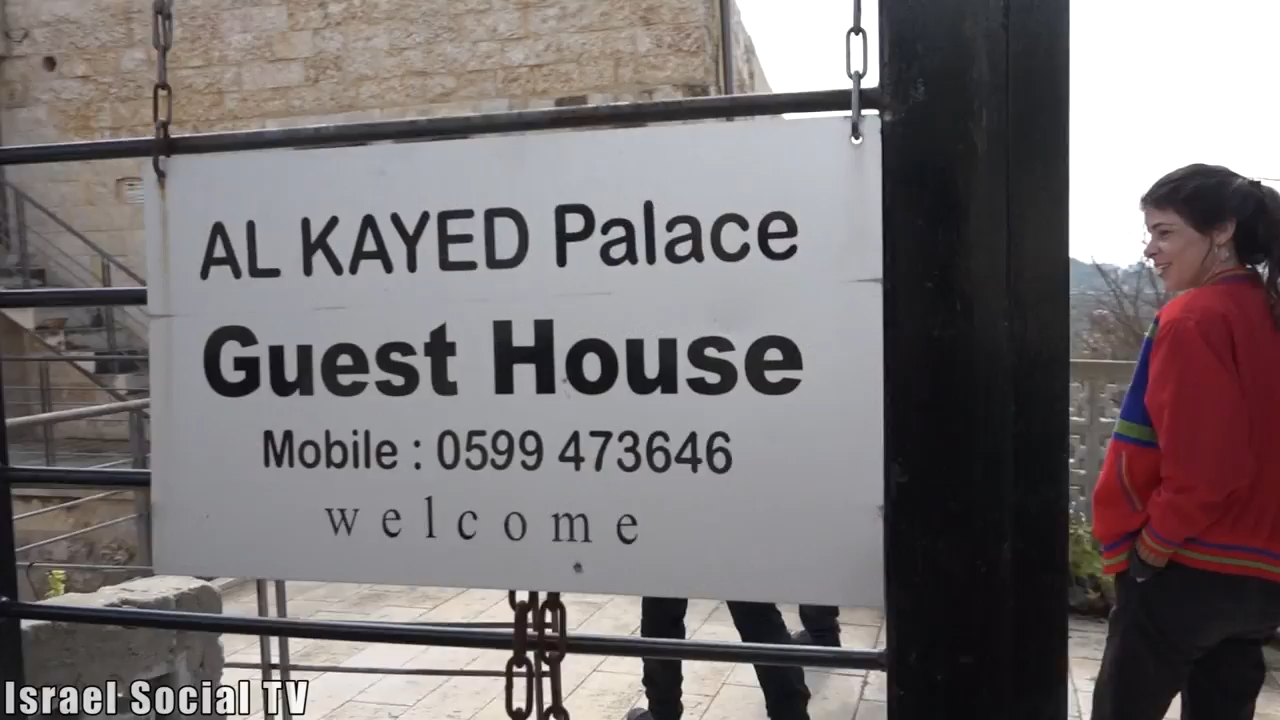 AL KAYED Palace
Guest House
Mobile : 0599 473646
welcome
Israel Social TV